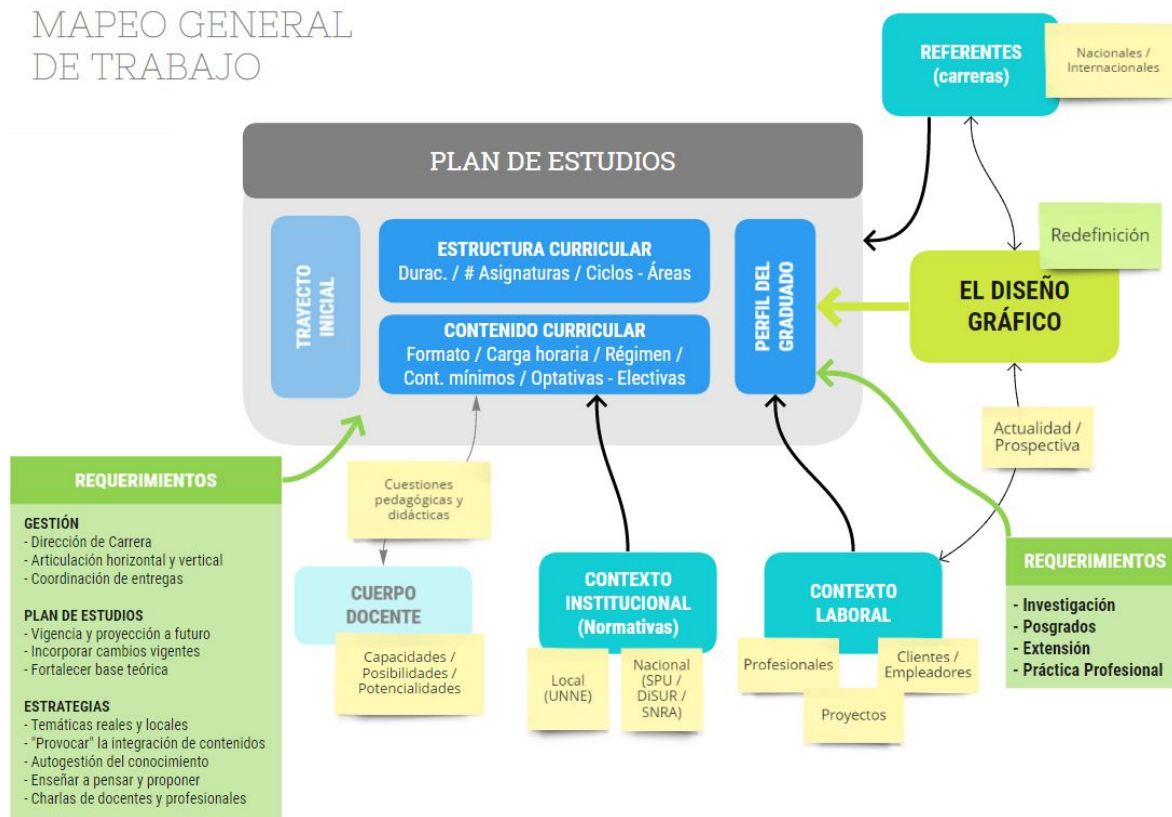 MAPEO GENERAL
DE TRABAJO
REFERENTES
(carreras)
Nacionales /
Internacionales
PLAN DE ESTUDIOS
TRAYECTO
INICIAL
ESTRUCTURA CURRICULAR
Durac. / # Asignaturas / Ciclos - Áreas
CONTENIDO CURRICULAR
Formato / Carga horaria / Régimen /
Cont. mínimos / Optativas - Electivas
PERFIL DEL
GRADUADO
Redefinición
EL DISEÑO
GRÁFICO
Actualidad /
Prospectiva
REQUERIMIENTOS
GESTIÓN
- Dirección de Carrera
- Articulación horizontal y vertical
- Coordinación de entregas
PLAN DE ESTUDIOS
- Vigencia y proyección a futuro
- Incorporar cambios vigentes
- Fortalecer base teórica
ESTRATEGIAS
- Temáticas reales y locales
- "Provocar" la integración de contenidos
- Autogestión del conocimiento
- Enseñar a pensar y proponer
- Charlas de docentes y profesionales
Cuestiones
pedagógicas y
didácticas
CUERPO
DOCENTE
Capacidades /
Posibilidades /
Potencialidades
CONTEXTO
INSTITUCIONAL
(Normativas)
Local
(UNNE)
Nacional
(SPU /
DiSUR /
SNRA)
CONTEXTO
LABORAL
Profesionales
Clientes /
Empleadores
Proyectos
REQUERIMIENTOS
- Investigación
- Posgrados
- Extensión
- Práctica Profesional